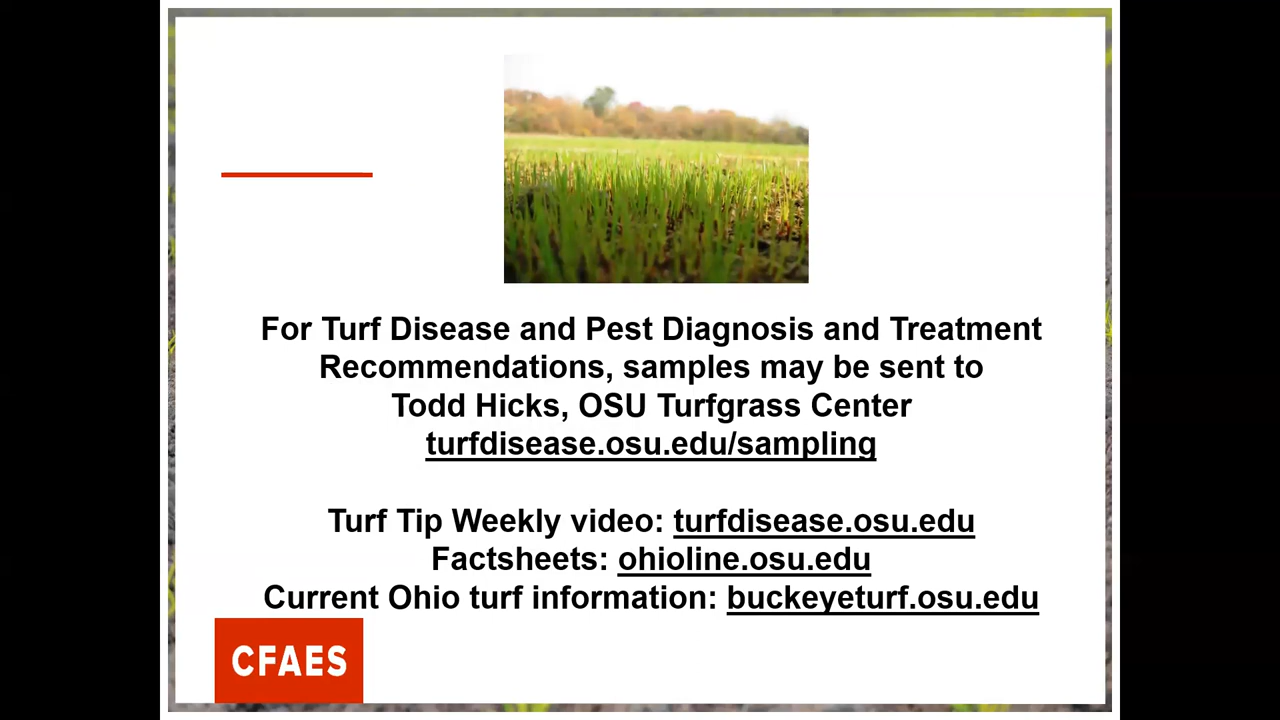 For Turf Disease and Pest Diagnosis and Treatment
Recommendations, samples may be sent to
Todd Hicks, OSU Turfgrass Center
turfdisease.osu.edu/sampling
Turf Tip Weekly video: turfdisease.osu.edu
Factsheets: ohioline.osu.edu
Current Ohio turf information: buckeyeturf.osu.edu
CFAES